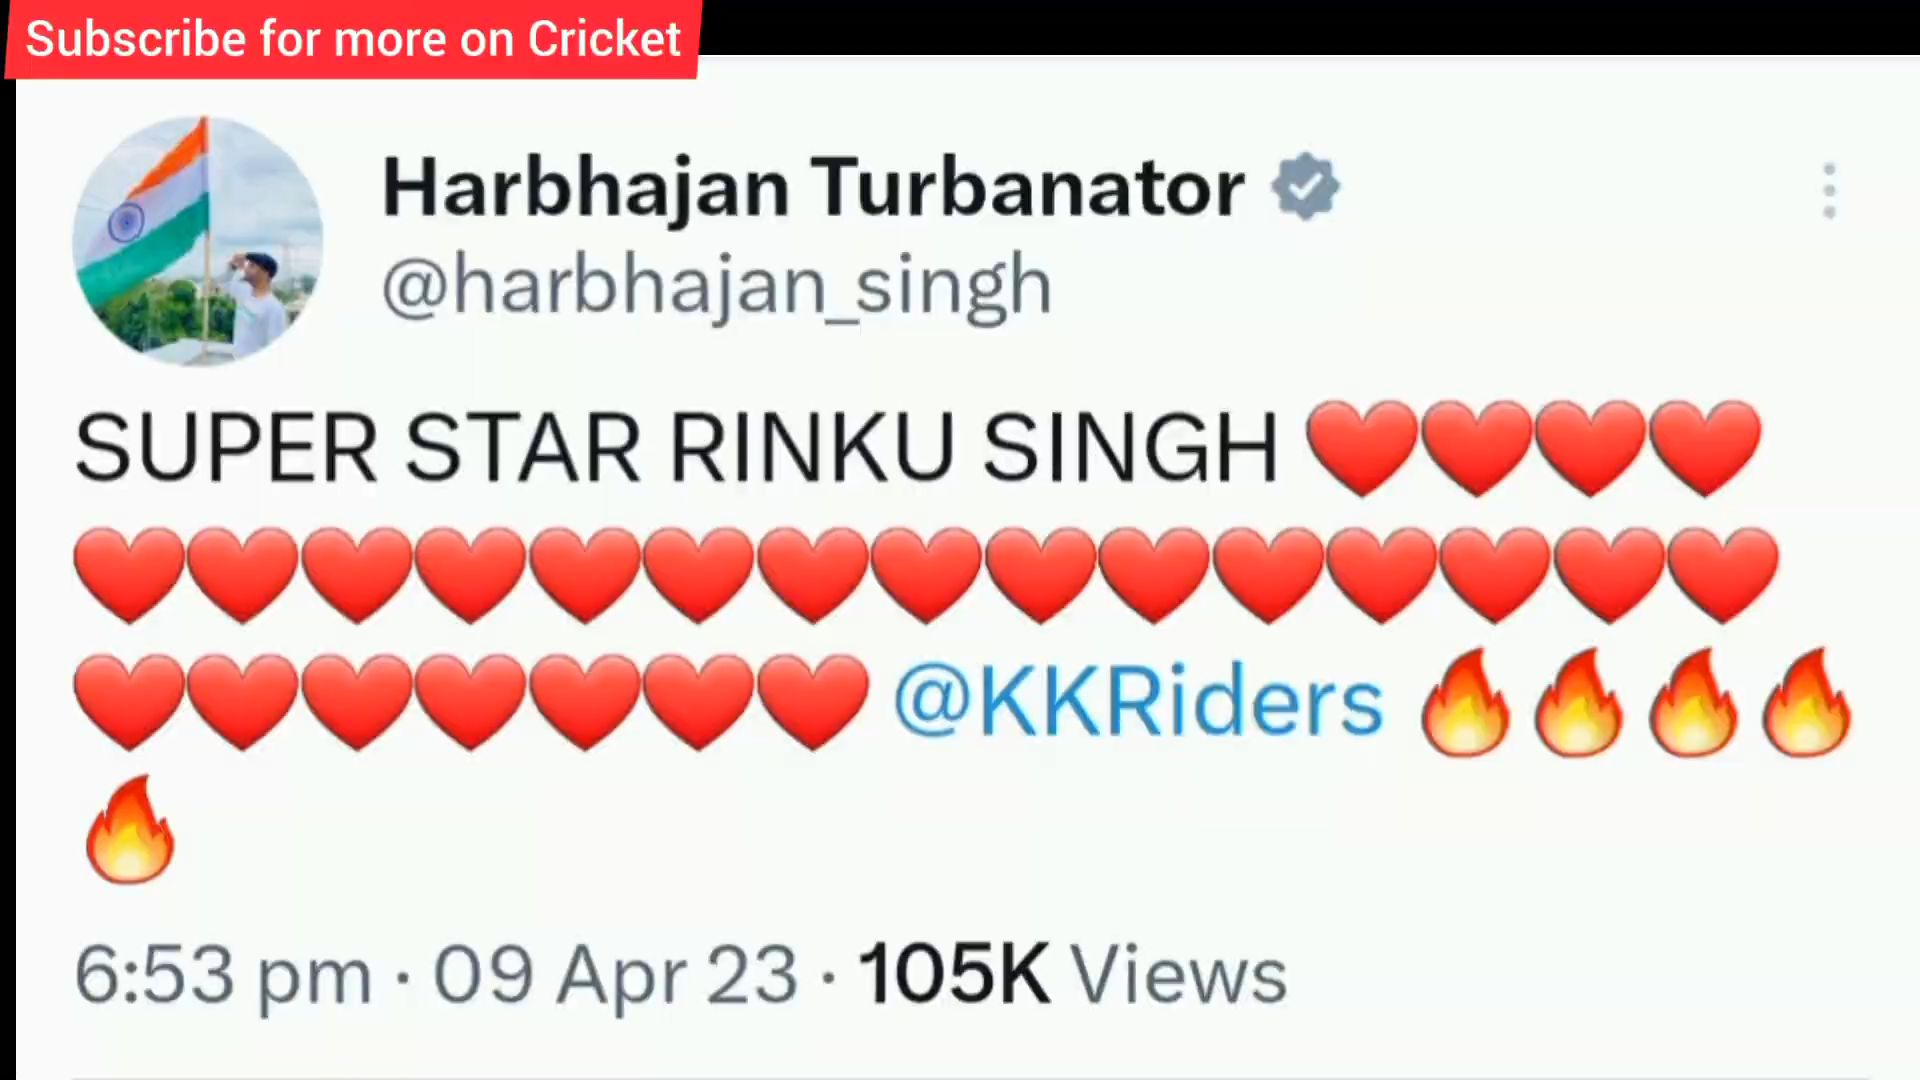 Subscribe for more on Cricket
Harbhajan Turbanator
@harbhajan_singh
SUPER STAR RINKU SINGH ❤️❤️❤️❤️
❤️❤️❤️❤️❤️❤️❤️❤️❤️❤️❤️❤️❤️❤️❤️
❤️❤️❤️❤️❤️❤️❤️ @KKRiders 🔥🔥🔥🔥
🔥
6:53 pm · 09 Apr 23 · 105K Views